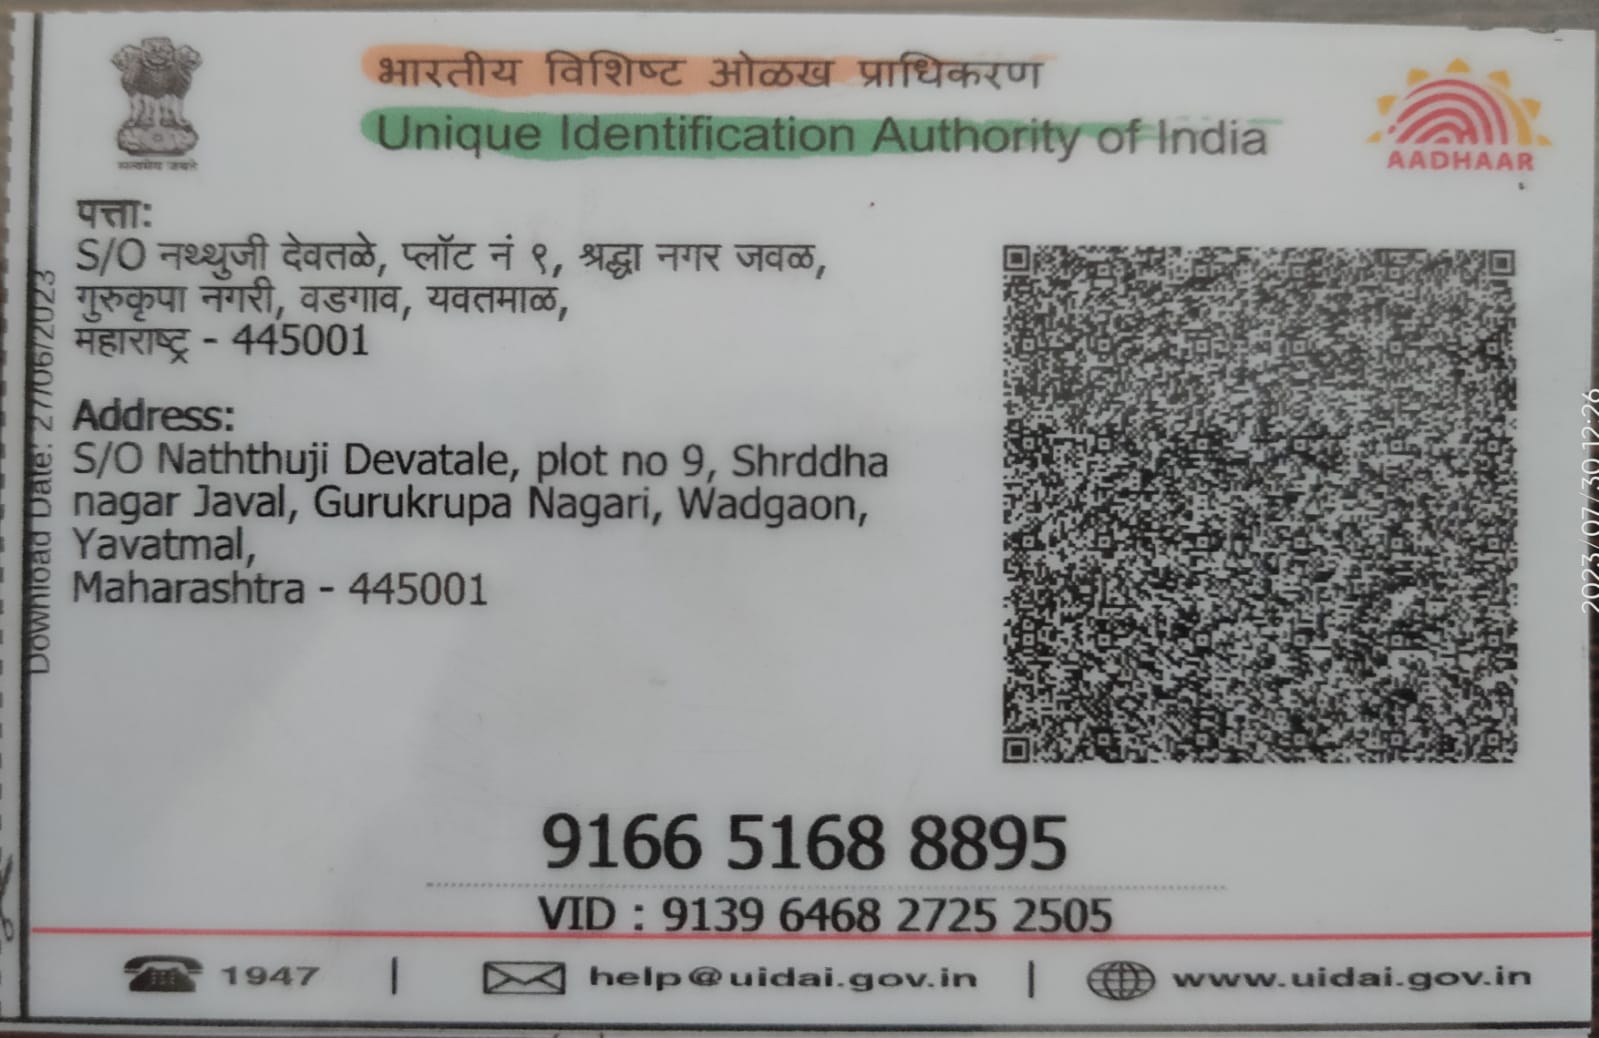 भारतीय विशिष्ट ओळख प्राधिकरण
Unique Identification Authority of India
सत्यमेव जयते
AADHAAR
पत्ता:
S/O नथ्थुजी देवतळे, प्लॉट नं ९, श्रद्धा नगर जवळ,
गुरुकृपा नगरी, वडगाव, यवतमाळ,
महाराष्ट्र - 445001
Address:
S/O Naththuji Devatale, plot no 9, Shrddha
nagar Javal, Gurukrupa Nagari, Wadgaon,
Yavatmal,
Maharashtra - 445001
Download Date: 27/06/2023
9166 5168 8895
VID : 9139 6468 2725 2505
1947 | help@uidai.gov.in | www.uidai.gov.in
2023/07/30 12:26